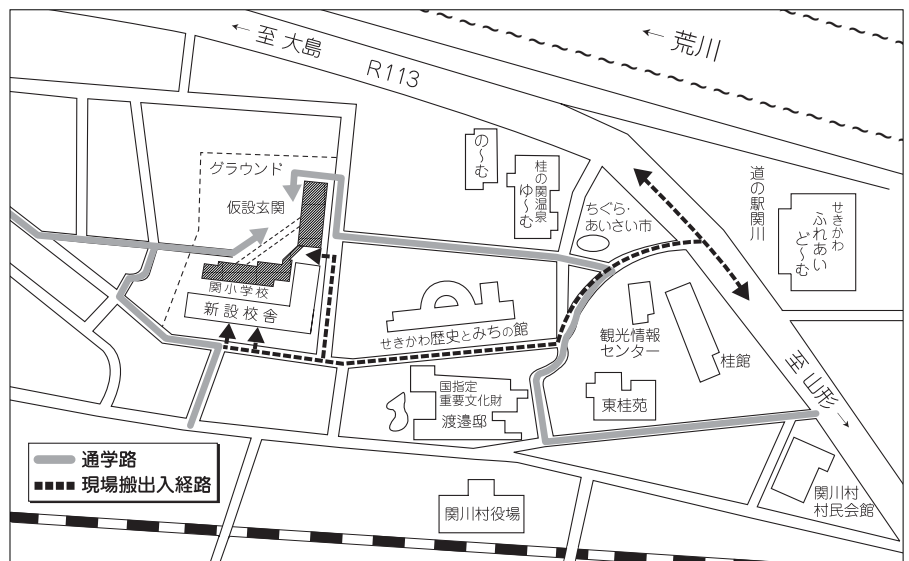 ← 至 大島
R113
← 荒川
グラウンド
仮設玄関
の〜む
桂の関温泉
ゆ〜む
ちぐら・
あいさい市
道の駅関川
せきかわ
ふれあい
ど〜む
関小学校
新設校舎
せきかわ歴史とみちの館
観光情報
センター
桂館
至 山形→
国指定
重要文化財
渡邉邸
東桂苑
通学路
現場搬出入経路
関川村役場
関川村
村民会館